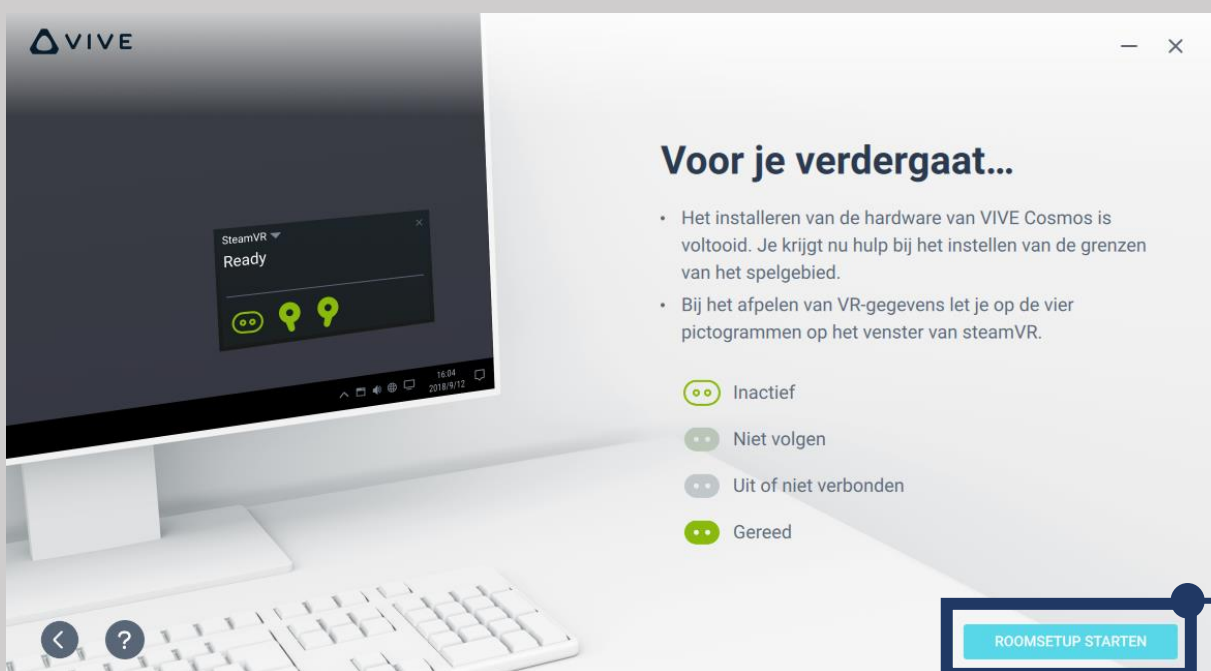 VIVE
SteamVR
Ready
16:04
2018/9/12
Voor je verdergaat...
• Het installeren van de hardware van VIVE Cosmos is
voltooid. Je krijgt nu hulp bij het instellen van de grenzen
van het spelgebied.
• Bij het afpelen van VR-gegevens let je op de vier
pictogrammen op het venster van steamVR.
Inactief
Niet volgen
Uit of niet verbonden
Gereed
?
ROOMSETUP STARTEN